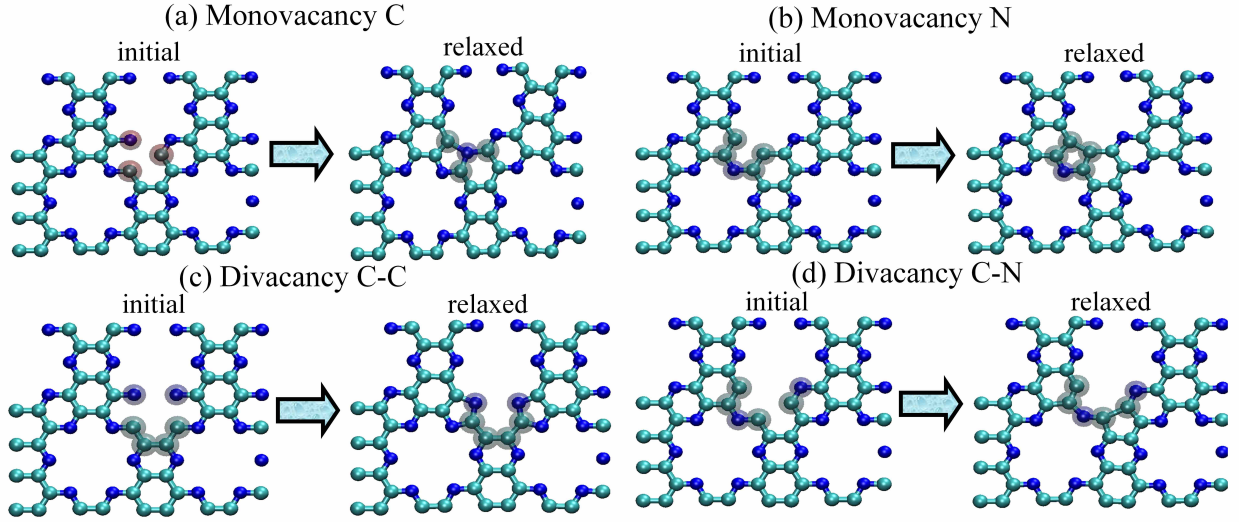 (a) Monovacancy C
initial
relaxed
(b) Monovacancy N
initial
relaxed
(c) Divacancy C-C
initial
relaxed
(d) Divacancy C-N
initial
relaxed